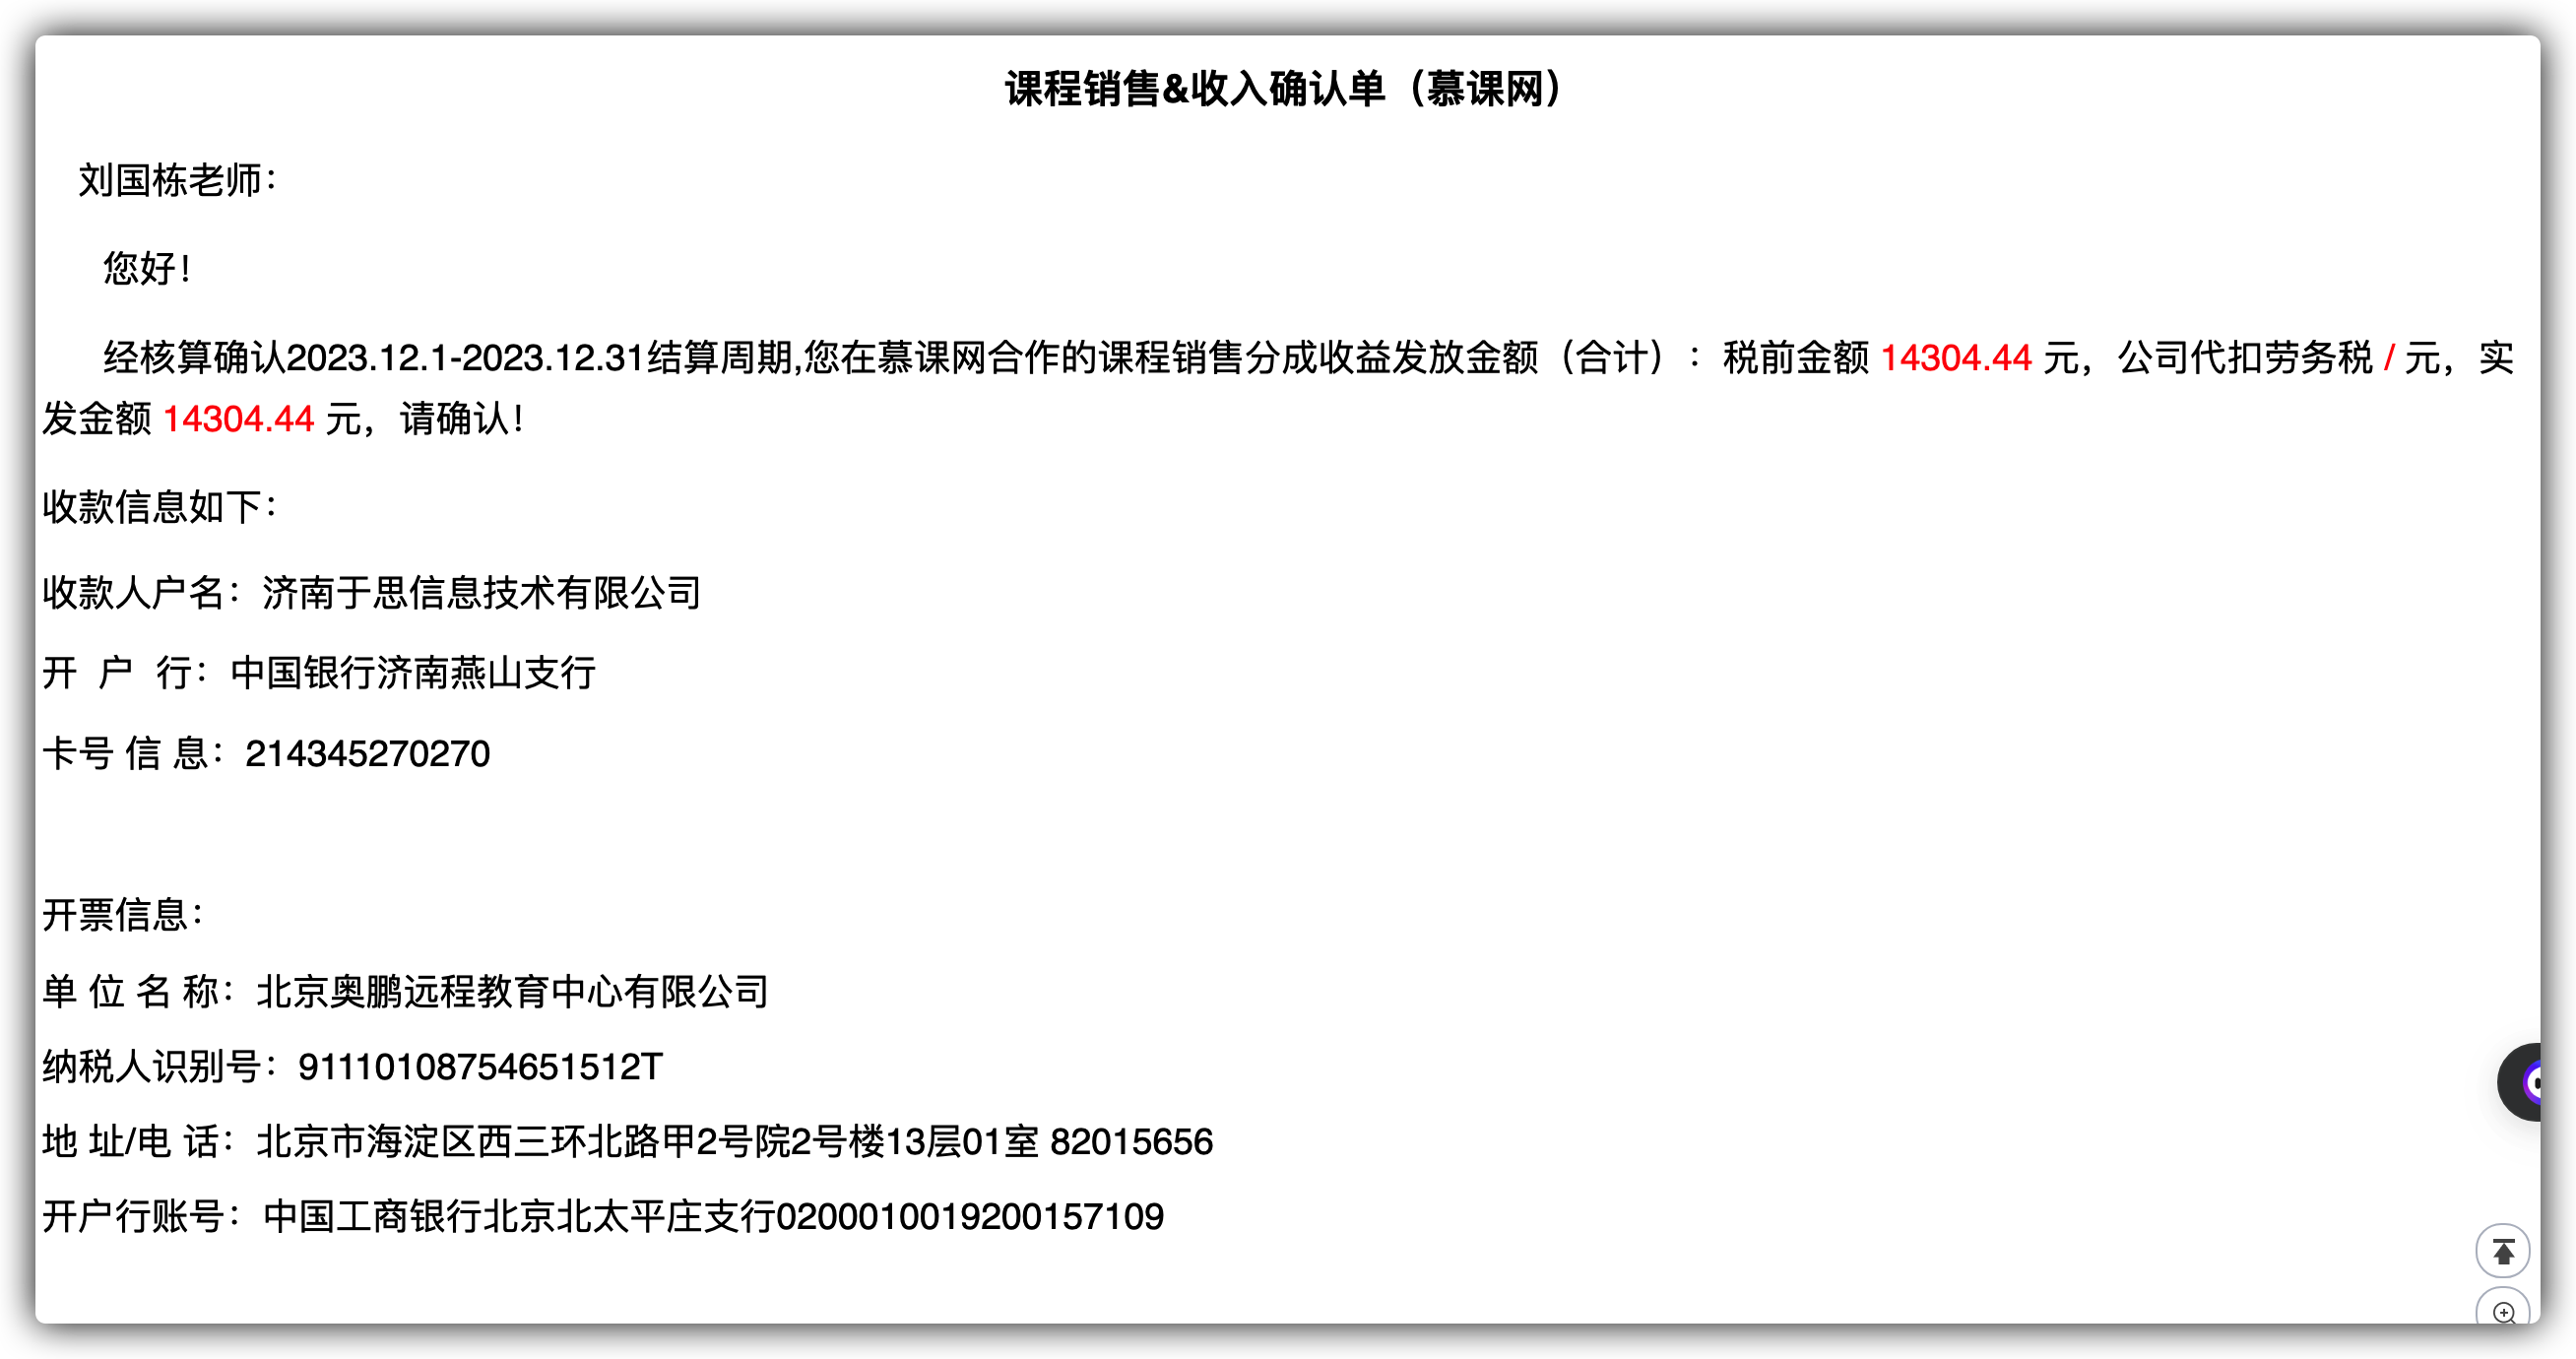 课程销售&收入确认单（慕课网）
刘国栋老师：
您好！
经核算确认2023.12.1-2023.12.31结算周期,您在慕课网合作的课程销售分成收益发放金额（合计）：税前金额 14304.44 元，公司代扣劳务税 / 元，实
发金额 14304.44 元，请确认！
收款信息如下：
收款人户名：济南于思信息技术有限公司
开 户 行：中国银行济南燕山支行
卡号 信 息：214345270270
开票信息：
单 位 名 称：北京奥鹏远程教育中心有限公司
纳税人识别号：91110108754651512T
地 址/电 话：北京市海淀区西三环北路甲2号院2号楼13层01室 82015656
开户行账号：中国工商银行北京北太平庄支行0200010019200157109